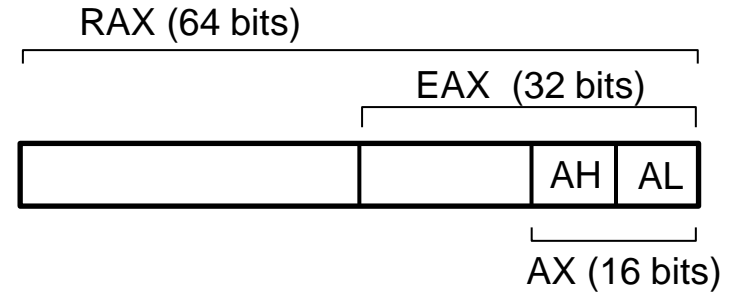 RAX (64 bits)
EAX (32 bits)
AH AL
AX (16 bits)